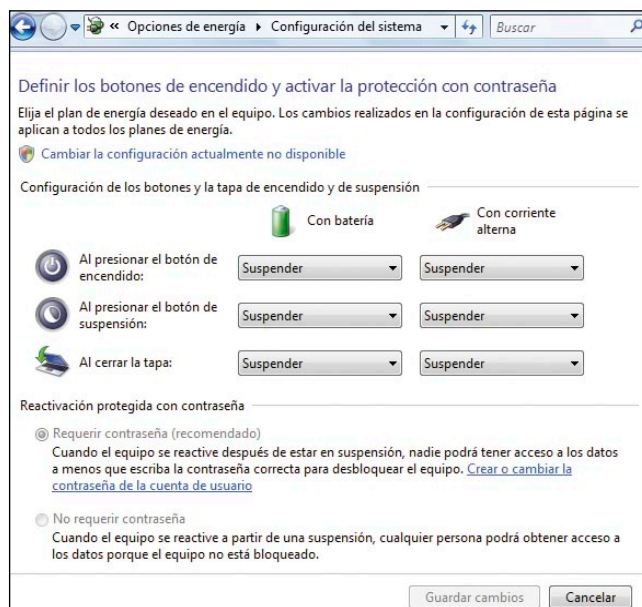 « Opciones de energía ▸ Configuración del sistema Buscar
Definir los botones de encendido y activar la protección con contraseña
Elija el plan de energía deseado en el equipo. Los cambios realizados en la configuración de esta página se
aplican a todos los planes de energía.
Cambiar la configuración actualmente no disponible
Configuración de los botones y la tapa de encendido y de suspensión
Con batería
Con corriente
alterna
Al presionar el botón de
encendido:
Suspender Suspender
Al presionar el botón de
suspensión:
Suspender Suspender
Al cerrar la tapa: Suspender Suspender
Reactivación protegida con contraseña
Requerir contraseña (recomendado)
Cuando el equipo se reactive después de estar en suspensión, nadie podrá tener acceso a los datos
a menos que escriba la contraseña correcta para desbloquear el equipo. Crear o cambiar la
contraseña de la cuenta de usuario
No requerir contraseña
Cuando el equipo se reactive a partir de una suspensión, cualquier persona podrá obtener acceso a
los datos porque el equipo no está bloqueado.
Guardar cambios Cancelar